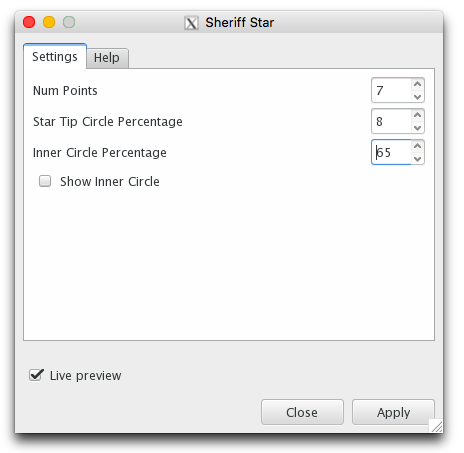 Sheriff Star
Settings Help
Num Points 7
Star Tip Circle Percentage 8
Inner Circle Percentage 65
Show Inner Circle
Live preview
Close Apply